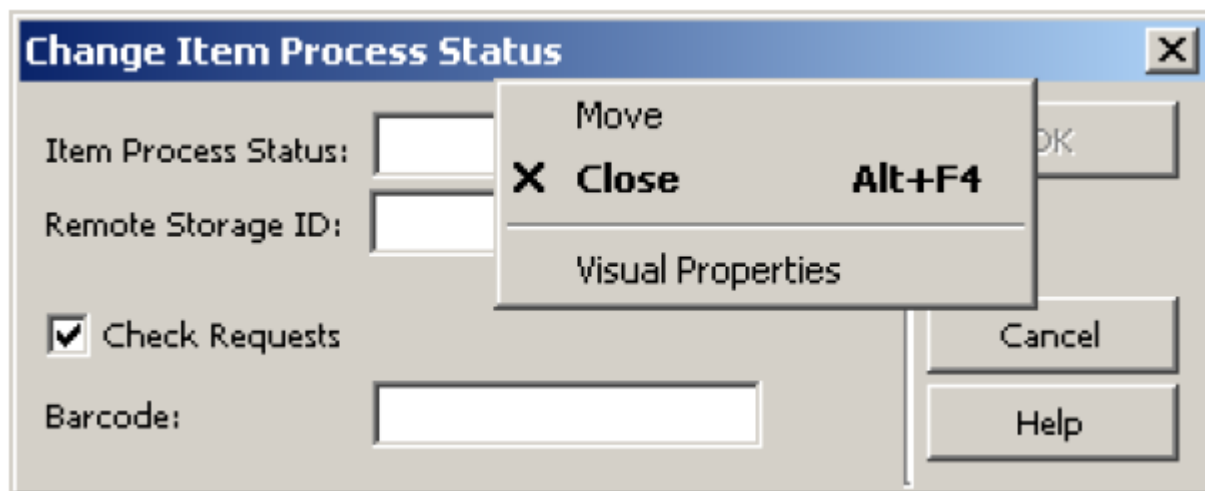 Change Item Process Status
Move
Item Process Status:
OK
Close Alt+F4
Remote Storage ID:
Visual Properties
Check Requests
Cancel
Barcode:
Help